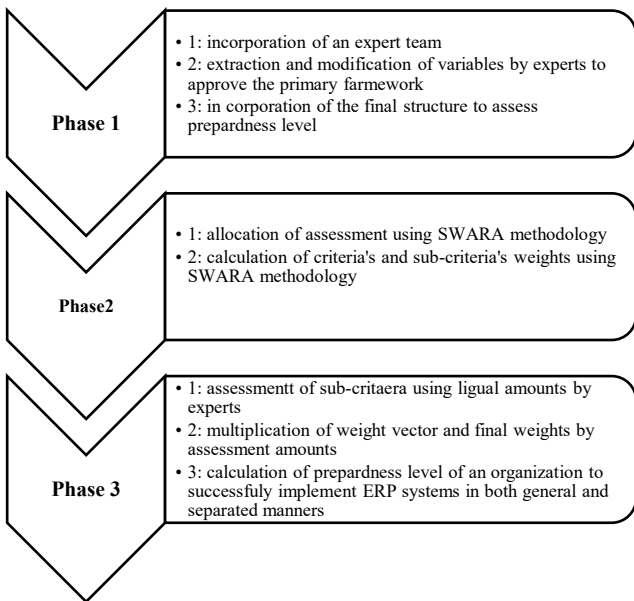 Phase 1
• 1: incorporation of an expert team
• 2: extraction and modification of variables by experts to
approve the primary farmework
• 3: in corporation of the final structure to assess
prepardness level
Phase2
• 1: allocation of assessment using SWARA methodology
• 2: calculation of criteria's and sub-criteria's weights using
SWARA methodology
Phase 3
• 1: assessmentt of sub-critaera using ligual amounts by
experts
• 2: multiplication of weight vector and final weights by
assessment amounts
• 3: calculation of prepardness level of an organization to
successfuly implement ERP systems in both general and
separated manners